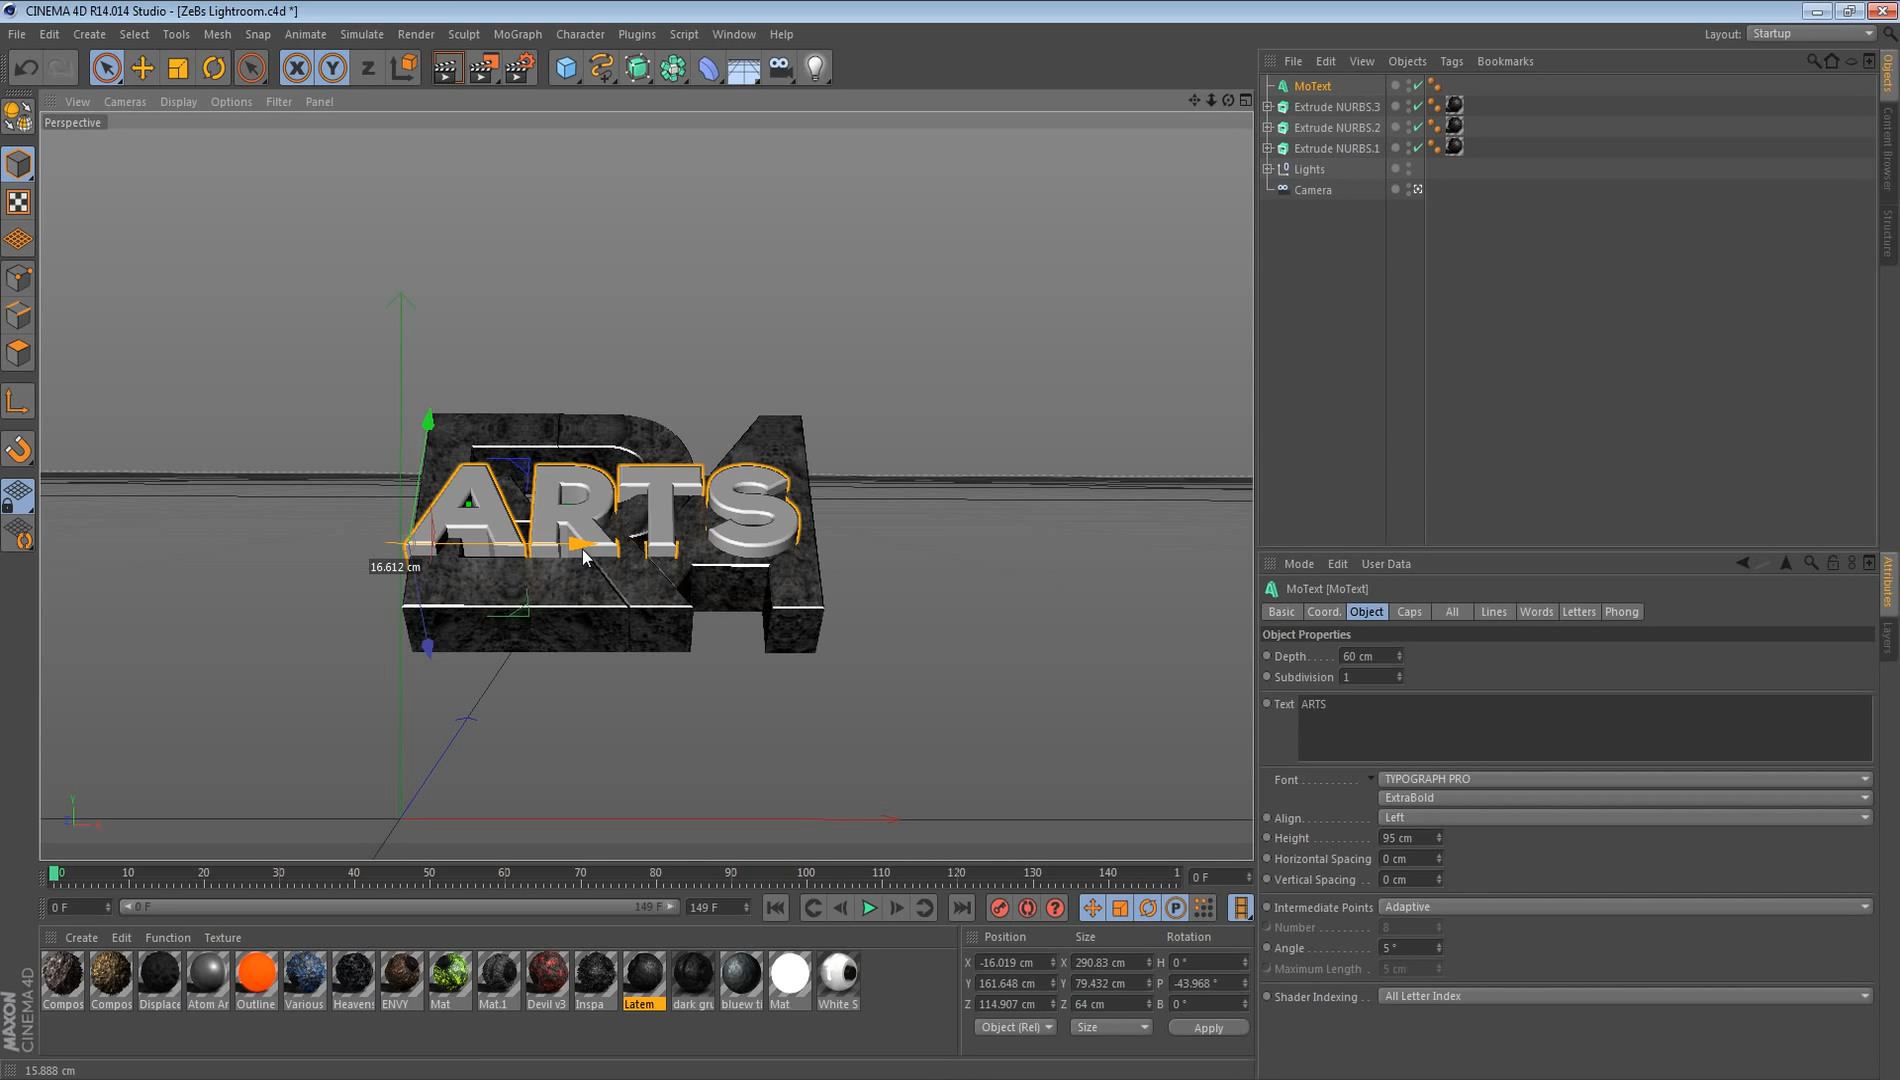 CINEMA 4D R14.014 Studio - [ZeBs Lightroom.c4d *]
File Edit Create Select Tools Mesh Snap Animate Simulate Render Sculpt MoGraph Character Plugins Script Window Help
Layout: Startup
X Y Z
View Cameras Display Options Filter Panel
Perspective
ARTS
16.612 cm
Y
X
Z
File Edit View Objects Tags Bookmarks
MoText
Extrude NURBS.3
Extrude NURBS.2
Extrude NURBS.1
Lights
Camera
Objects
Content Browser
Structure
Mode Edit User Data
MoText [MoText]
Basic Coord. Object Caps All Lines Words Letters Phong
Object Properties
Depth..... 60 cm
Subdivision 1
Text ARTS
Font TYPOGRAPH PRO
ExtraBold
Align. Left
Height 95 cm
Horizontal Spacing 0 cm
Vertical Spacing 0 cm
Intermediate Points Adaptive
Number 8
Angle 5 °
Maximum Length 5 cm
Shader Indexing All Letter Index
Attributes
Layers
0 10 20 30 40 50 60 70 80 90 100 110 120 130 140 1 0 F
0 F 0 F 149 F 149 F
Create Edit Function Texture
Compos Compos Displace Atom Ar Outline Various Heavens ENVY Mat Mat.1 Devil v3 Inspa Latem dark gru bluew ti Mat White S
Position Size Rotation
X -16.019 cm X 290.83 cm H 0 °
Y 161.648 cm Y 79.432 cm P -43.968 °
Z 114.907 cm Z 64 cm B 0 °
Object (Rel) Size Apply
MAXON
CINEMA 4D
15.888 cm